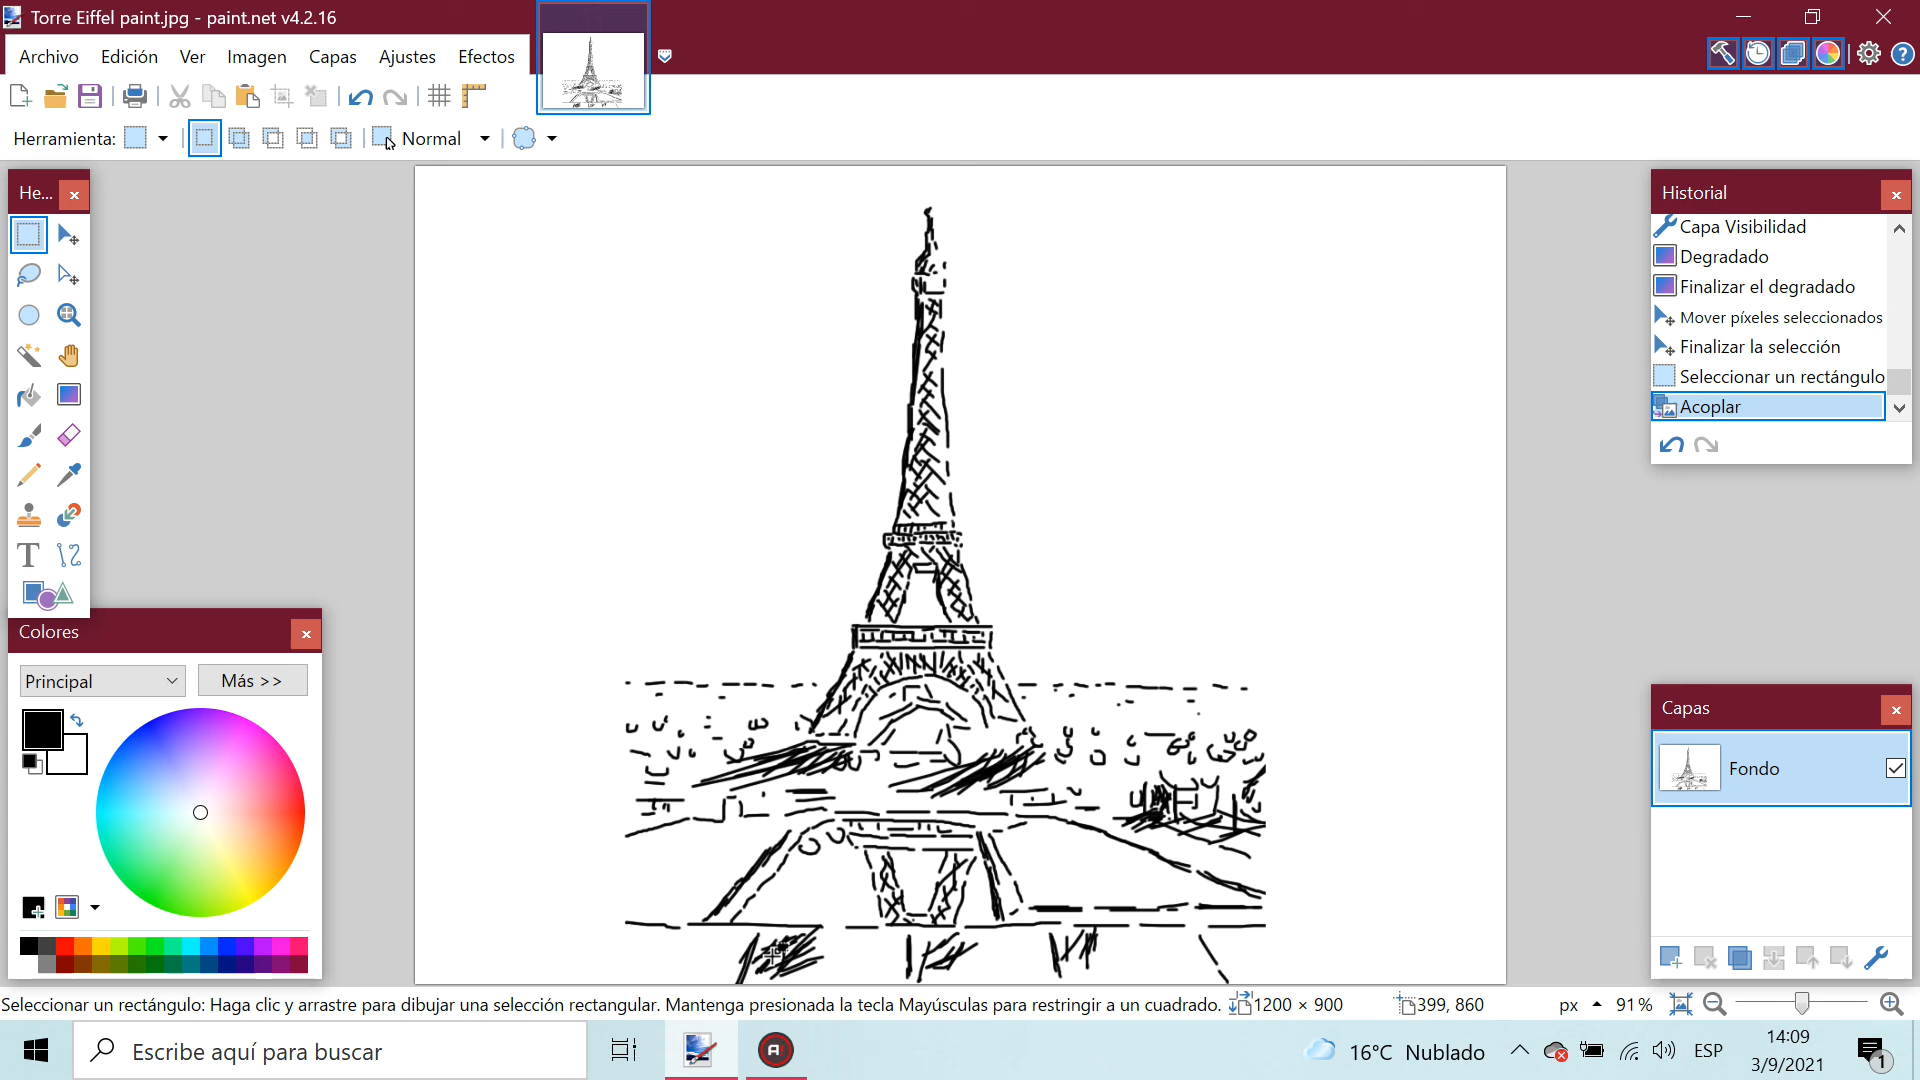 Torre Eiffel paint.jpg - paint.net v4.2.16
Archivo Edición Ver Imagen Capas Ajustes Efectos
Herramienta: Normal
He...
Historial
Capa Visibilidad
Degradado
Finalizar el degradado
Mover píxeles seleccionados
Finalizar la selección
Seleccionar un rectángulo
Acoplar
Colores
Principal Más >>
Capas
Fondo
Seleccionar un rectángulo: Haga clic y arrastre para dibujar una selección rectangular. Mantenga presionada la tecla Mayúsculas para restringir a un cuadrado. 1200 × 900 399, 860 px 91%
Escribe aquí para buscar
16°C Nublado ESP
14:09
3/9/2021
1